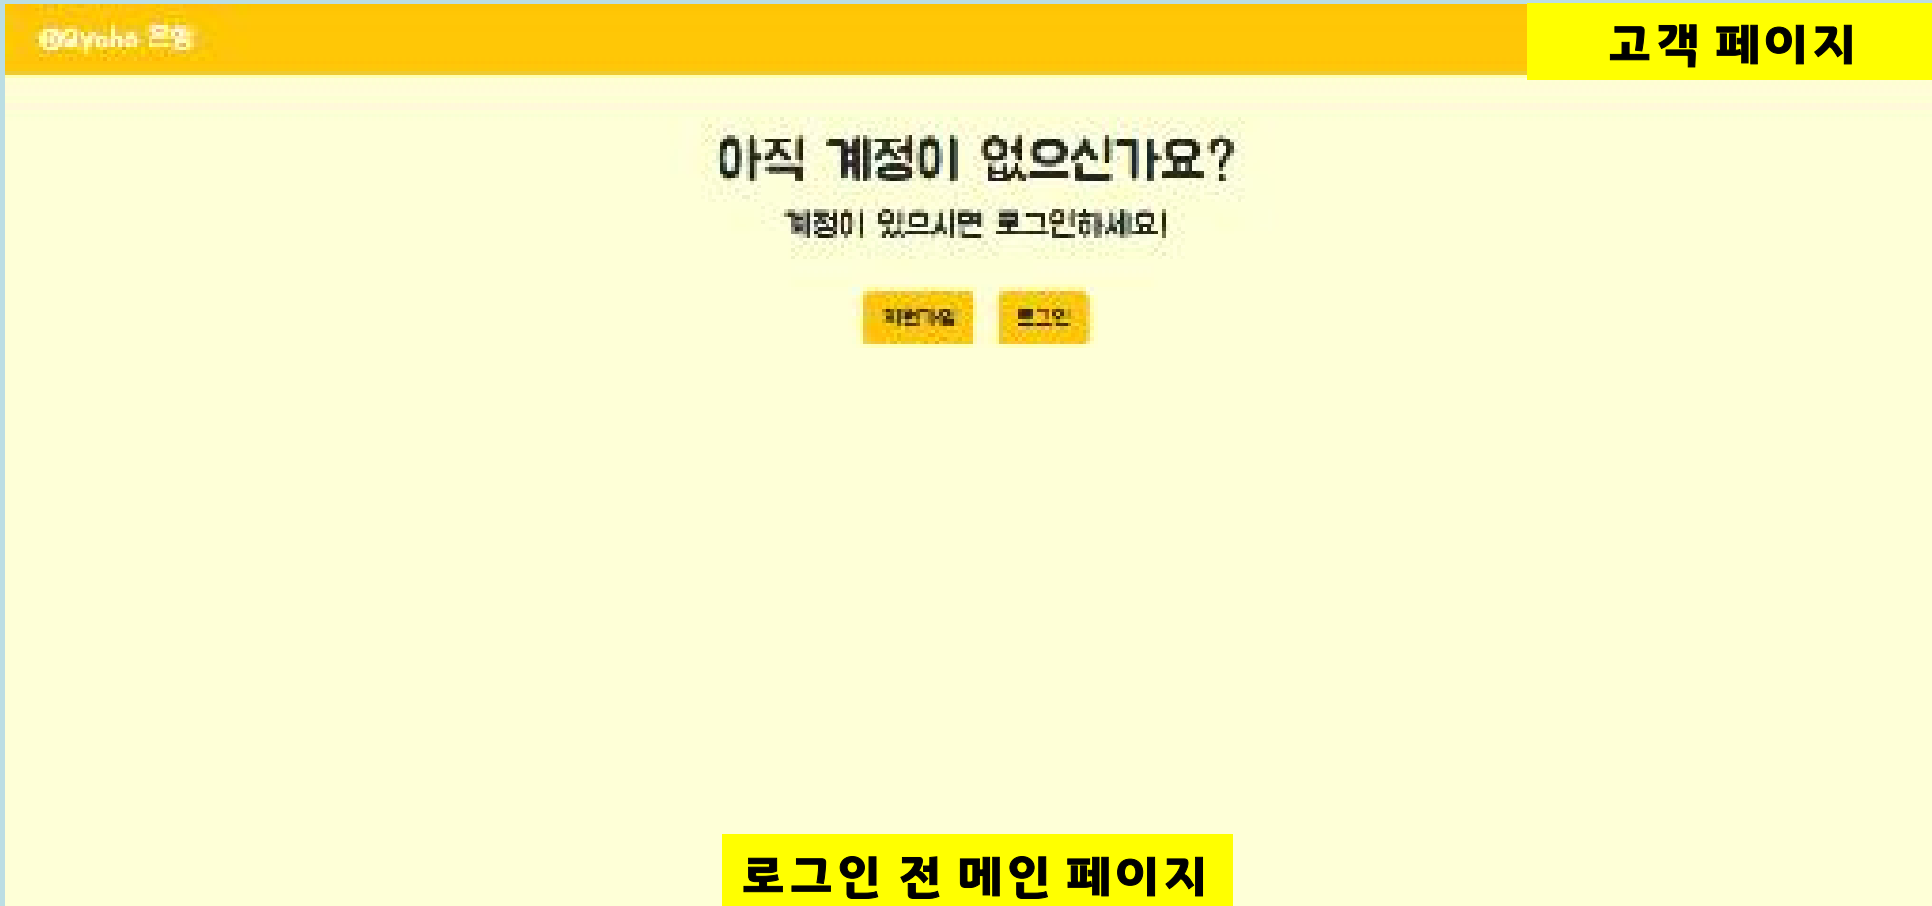 은행
고객 페이지
아직 계정이 없으신가요?
계정이 있으시면 로그인하세요!
회원가입
로그인
로그인 전 메인 페이지